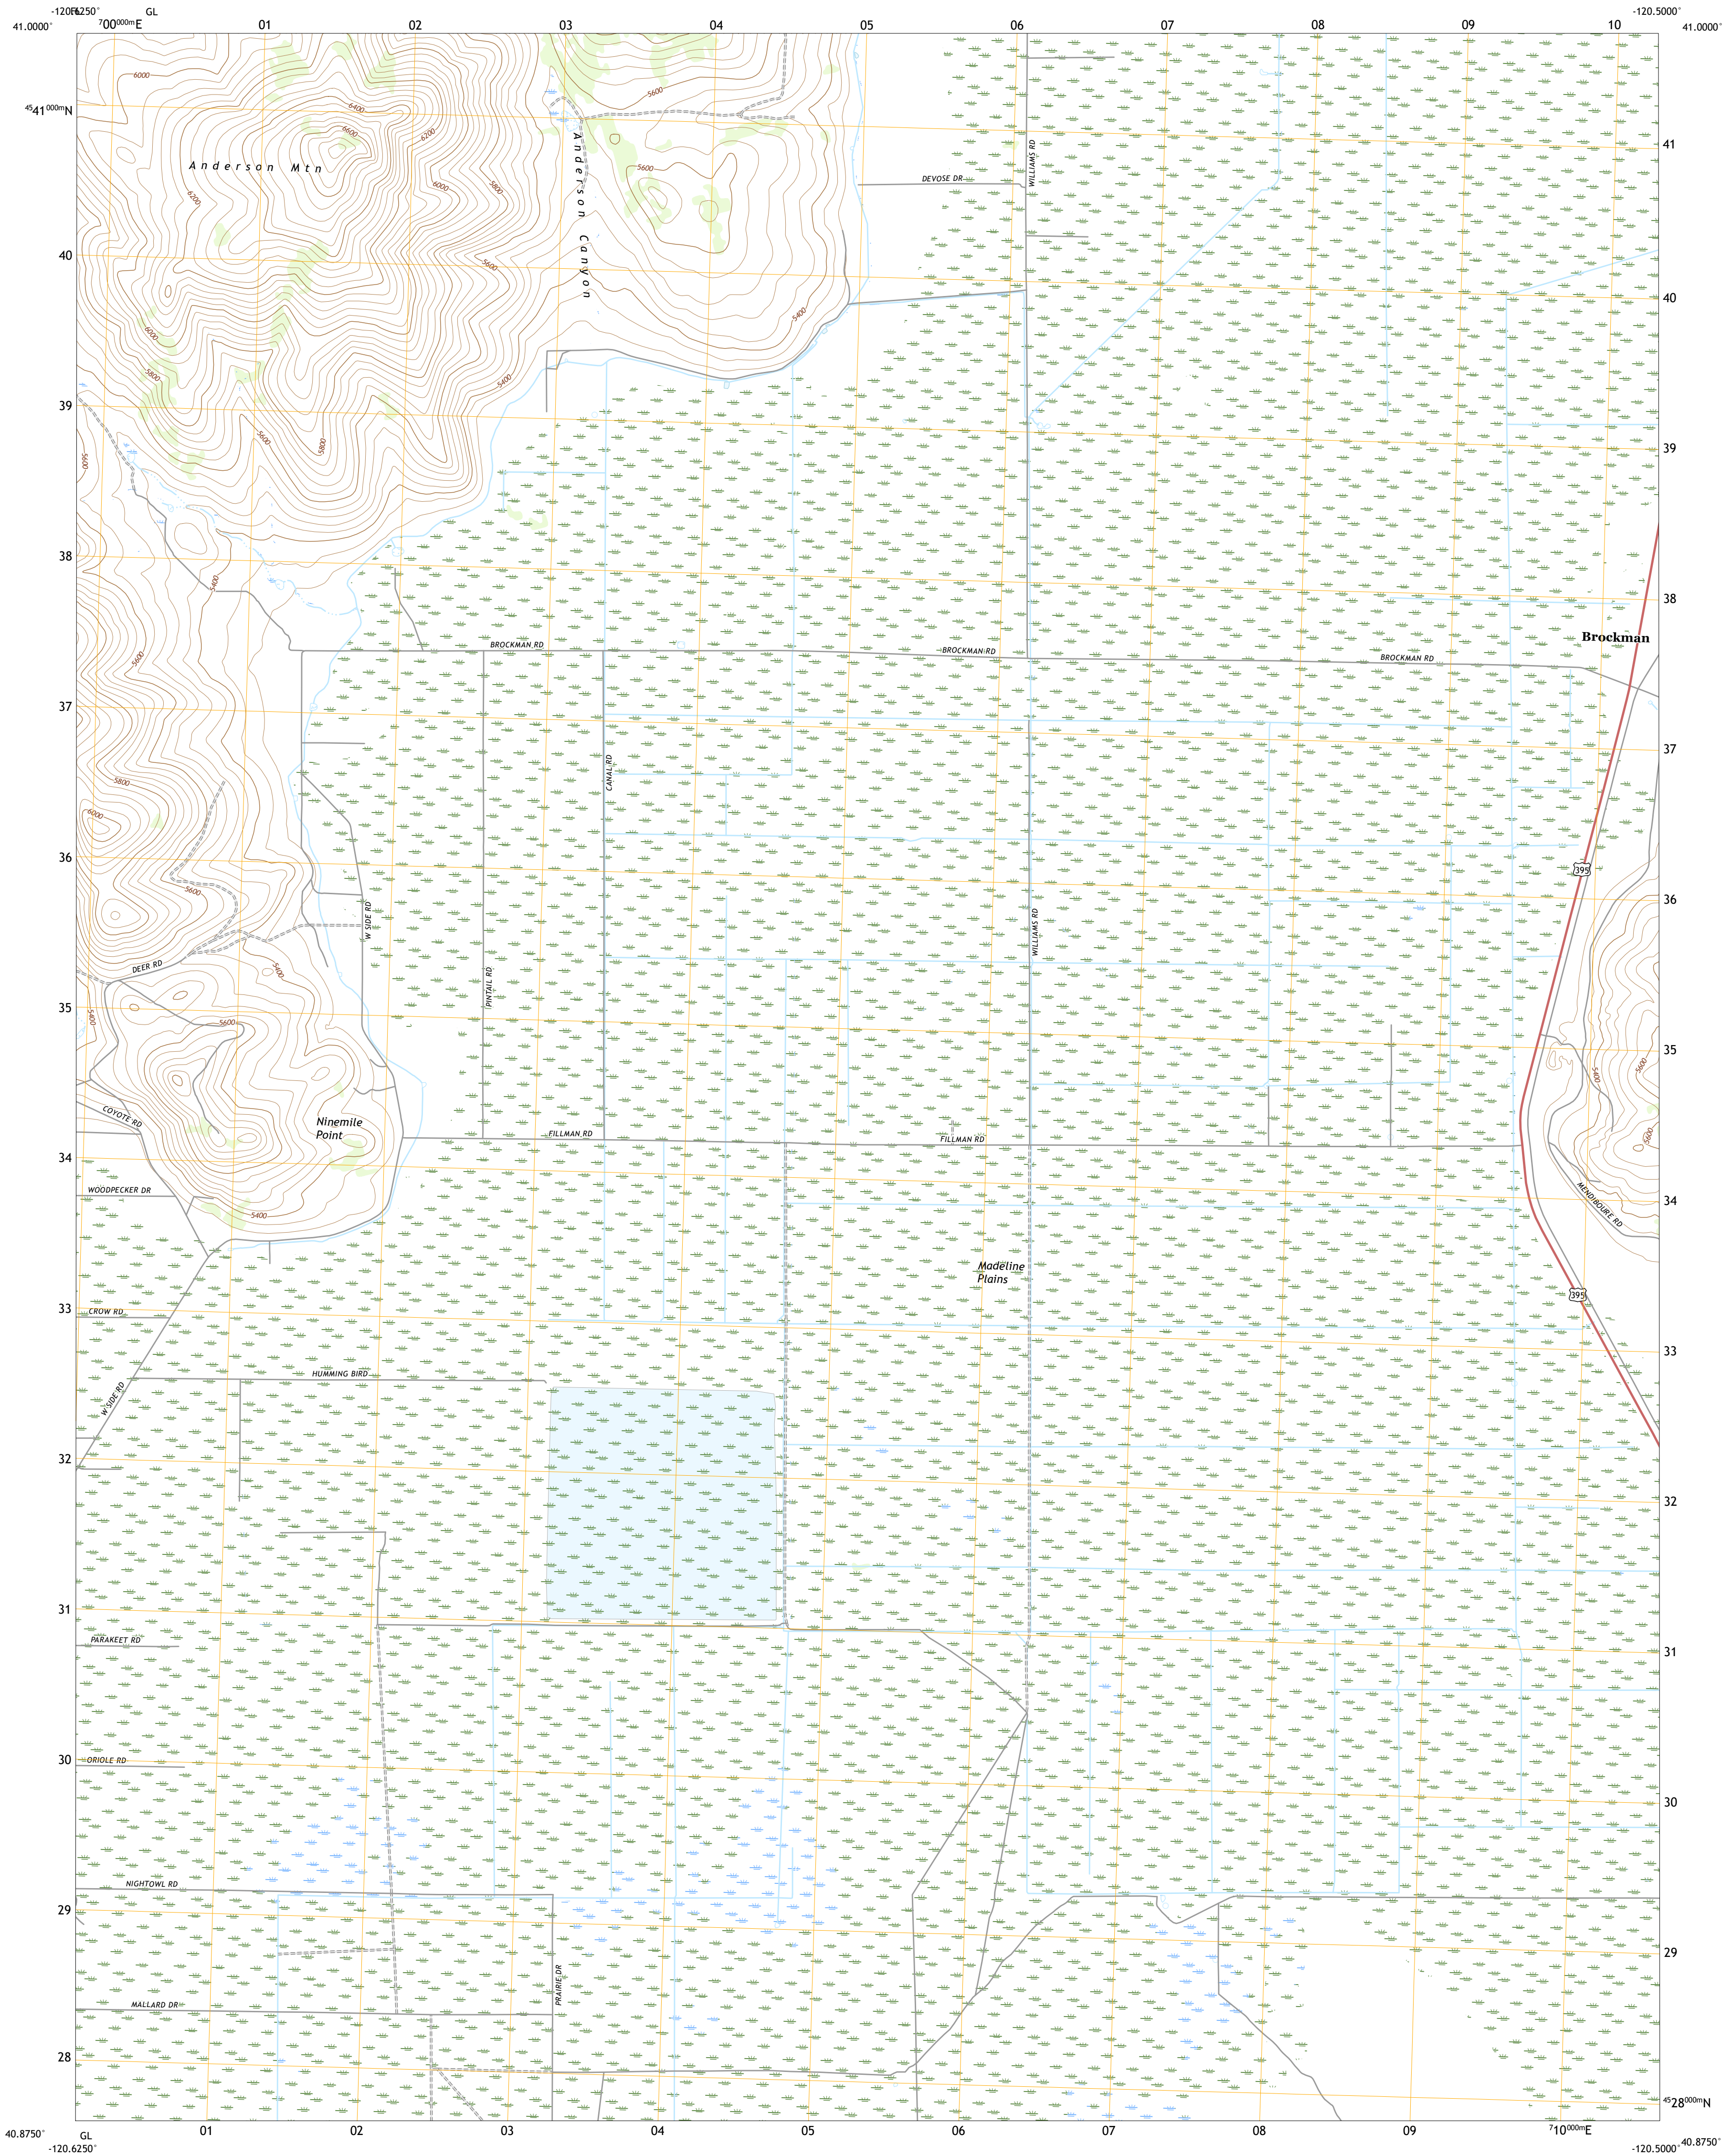 -120.6250° GL -120.5000°
41.0000° 700000mE 01 02 03 04 05 06 07 08 09 10 41.0000°
6000
5600
6400
4541000mN
6600
6200
WILLIAMS RD
41
Anderson Mtn
Anderson Canyon
5600
6000
5800
DEVOSE DR
6200
40
5600
40
5400
6000
5800
5400
39
5600
5800
39
5600
38
5400
38
Brockman
BROCKMAN RD
BROCKMAN RD
BROCKMAN RD
5600
37
37
CANAL RD
5800
6000
36
395
5600
36
W SIDE RD
WILLIAMS RD
DEER RD
5400
PINTAIL RD
35
5400
5600
35
5400
5600
COYOTE RD
Ninemile
Point
FILLMAN RD
FILLMAN RD
5600
34
WOODPECKER DR
MENDIBOURE RD
34
5400
Madeline
Plains
395
33
CROW RD
33
HUMMING BIRD
W SIDE RD
32
32
31
PARAKEET RD
31
30
ORIOLE RD
30
NIGHTOWL RD
29
29
PRAIRIE DR
MALLARD DR
28
4528000mN
40.8750° GL 01 02 03 04 05 06 07 08 09 710000mE 40.8750°
-120.6250° -120.5000°